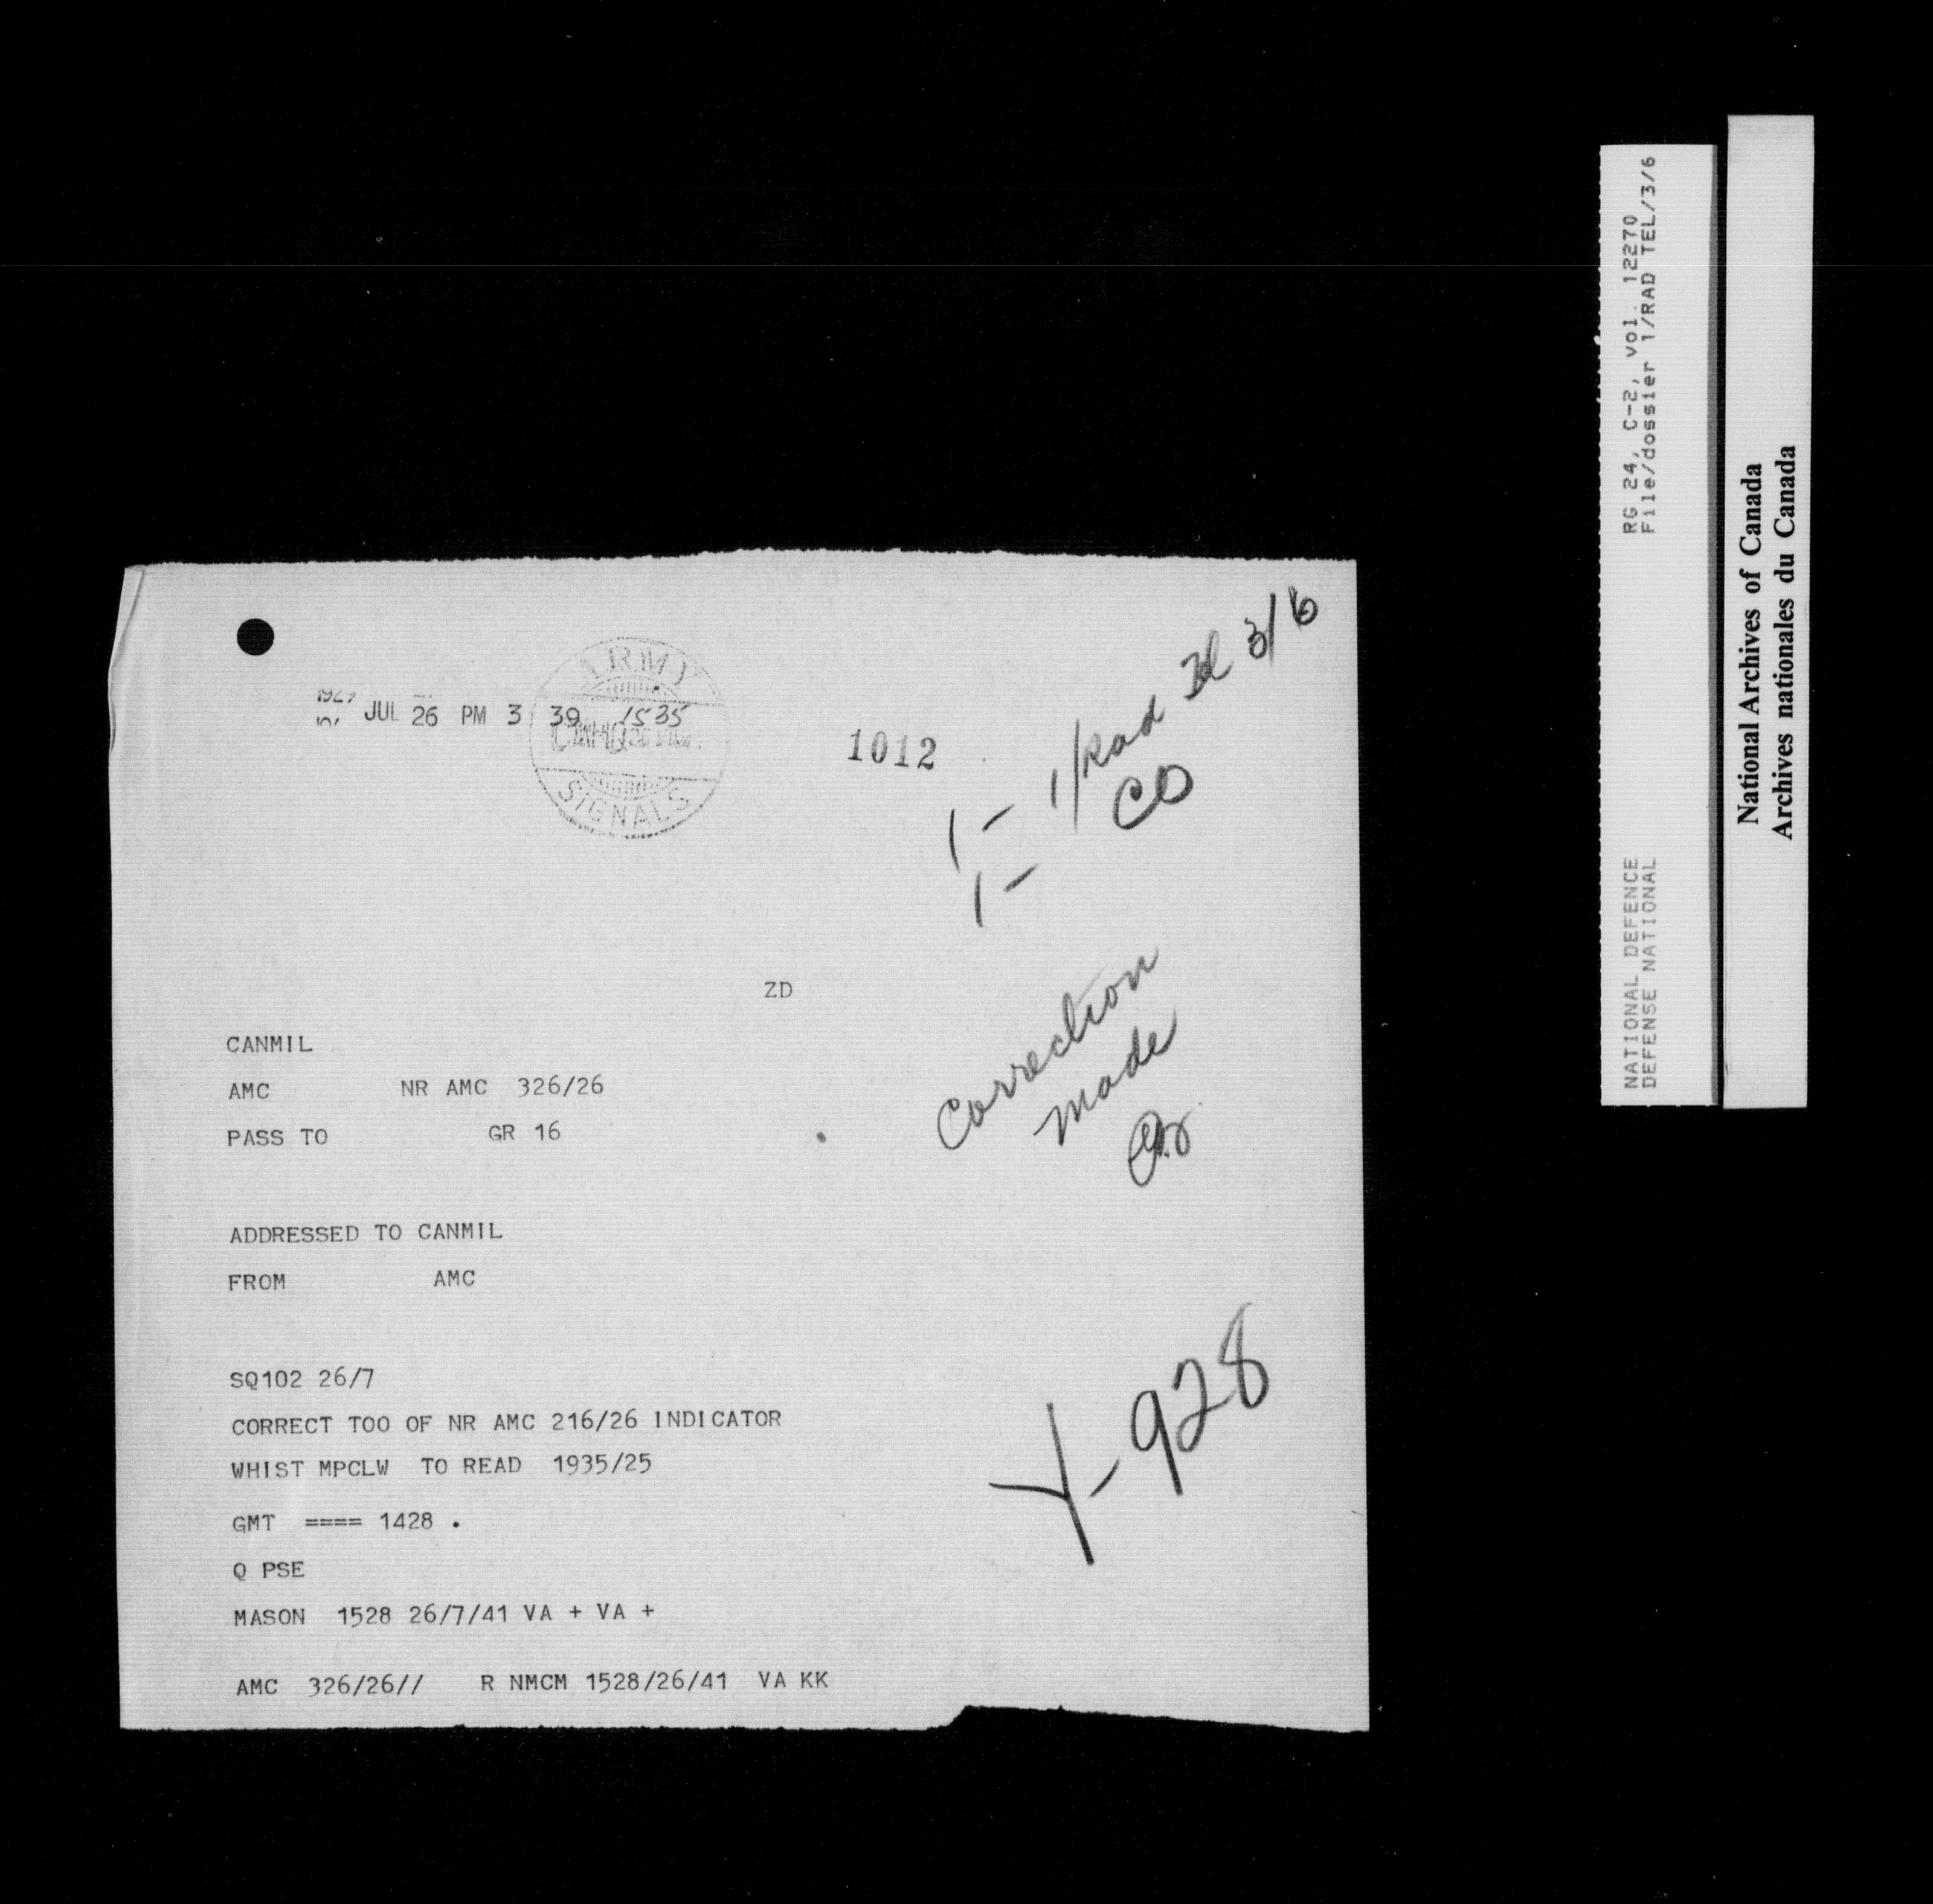 JUL 26 PM 3 39 1535
ARMY
SIGNALS
1012
1 - 1/Rad Tel 3/6
1 - CO
ZD
Correction
made
CANMIL
AMC NR AMC 326/26
PASS TO GR 16
ADDRESSED TO CANMIL
FROM AMC
SQ102 26/7
CORRECT TOO OF NR AMC 216/26 INDICATOR
WHIST MPCLW TO READ 1935/25
GMT ==== 1428 .
Q PSE
MASON 1528 26/7/41 VA + VA +
AMC 326/26// R NMCM 1528/26/41 VA KK
Y-928
NATIONAL DEFENCE RG 24, C-2, vol. 12270
DEFENSE NATIONAL File/dossier 1/RAD TEL/3/6
National Archives of Canada
Archives nationales du Canada